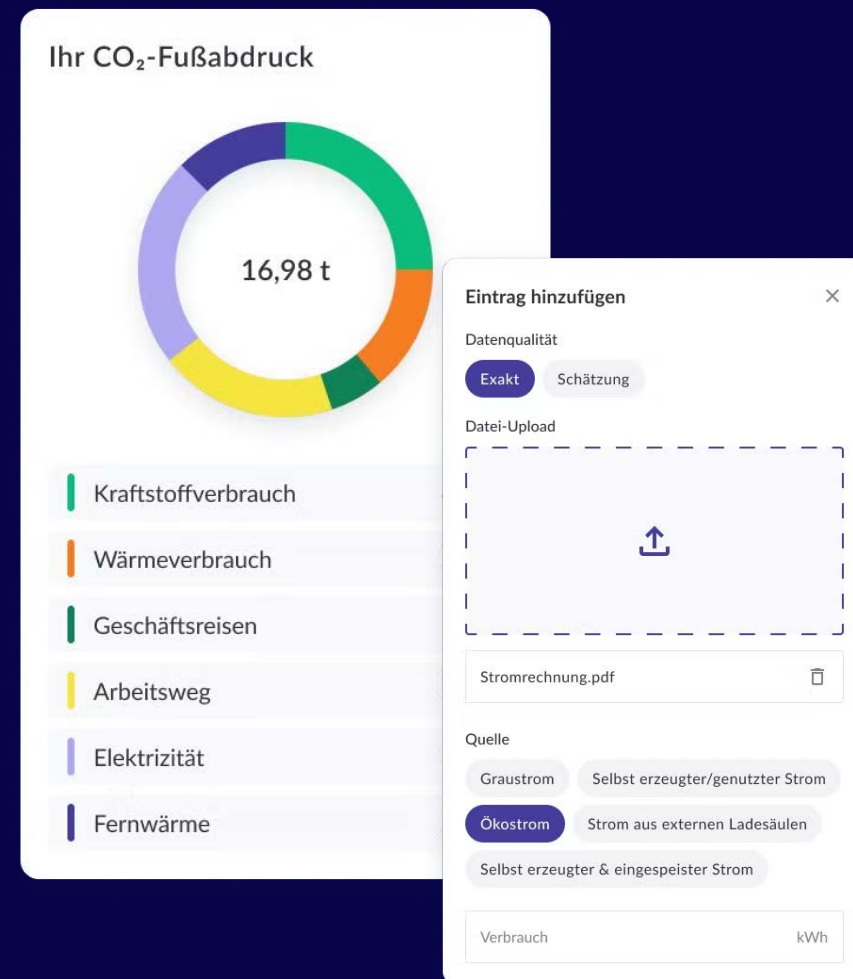 Ihr CO₂-Fußabdruck
16,98 t
Kraftstoffverbrauch
Wärmeverbrauch
Geschäftsreisen
Arbeitsweg
Elektrizität
Fernwärme
Eintrag hinzufügen
Datenqualität
Exakt Schätzung
Datei-Upload
Stromrechnung.pdf
Quelle
Graustrom Selbst erzeugter/genutzter Strom
Ökostrom Strom aus externen Ladesäulen
Selbst erzeugter & eingespeister Strom
Verbrauch kWh